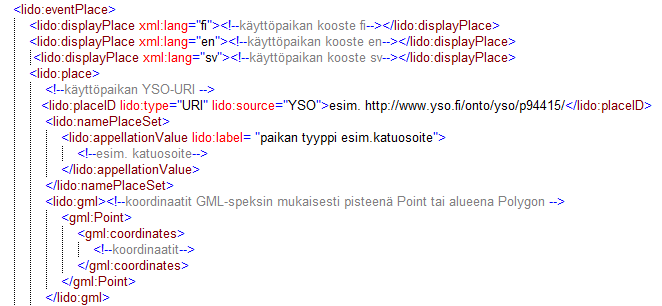 <lido:eventPlace>
<lido:displayPlace xml:lang="fi"><!--käyttöpaikan kooste fi--></lido:displayPlace>
<lido:displayPlace xml:lang="en"><!--käyttöpaikan kooste en--></lido:displayPlace>
<lido:displayPlace xml:lang="sv"><!--käyttöpaikan kooste sv--></lido:displayPlace>
<lido:place>
<!--käyttöpaikan YSO-URI -->
<lido:placeID lido:type="URI" lido:source="YSO">esim. http://www.yso.fi/onto/yso/p94415/</lido:placeID>
<lido:namePlaceSet>
<lido:appellationValue lido:label= "paikan tyyppi esim.katuosoite">
<!--esim. katuosoite-->
</lido:appellationValue>
</lido:namePlaceSet>
<lido:gml><!--koordinaatit GML-speksin mukaisesti pisteenä Point tai alueena Polygon -->
<gml:Point>
<gml:coordinates>
<!--koordinaatit-->
</gml:coordinates>
</gml:Point>
</lido:gml>